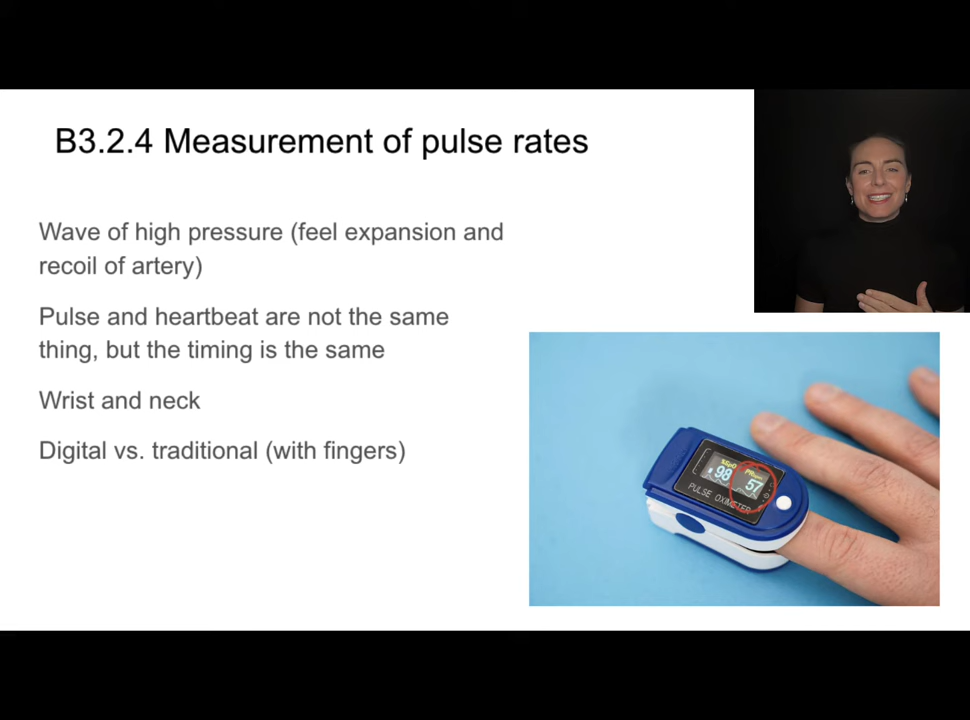 B3.2.4 Measurement of pulse rates
Wave of high pressure (feel expansion and
recoil of artery)
Pulse and heartbeat are not the same
thing, but the timing is the same
Wrist and neck
Digital vs. traditional (with fingers)
%SpO₂
98
57
PULSE OXIMETER